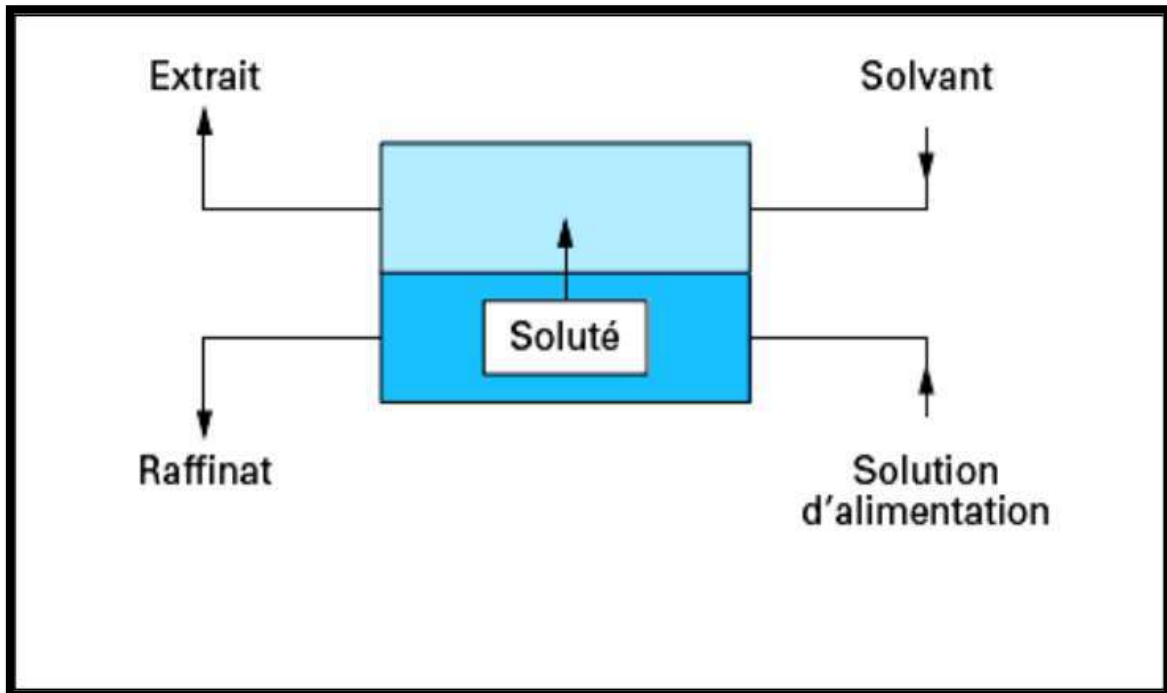 Extrait
Solvant
Soluté
Raffinat
Solution
d'alimentation